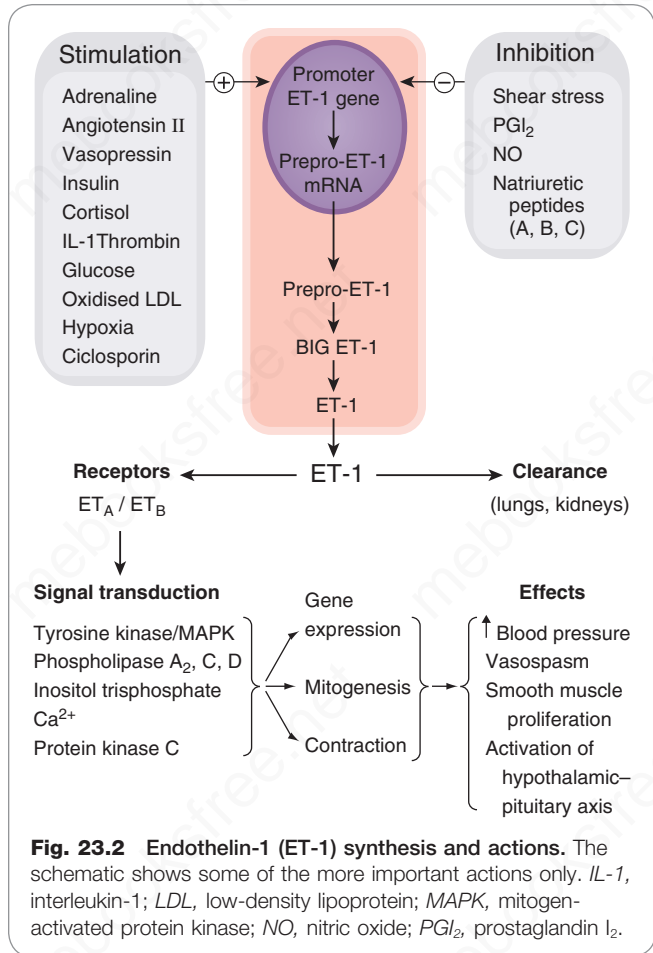 Stimulation
Adrenaline
Angiotensin II
Vasopressin
Insulin
Cortisol
IL-1Thrombin
Glucose
Oxidised LDL
Hypoxia
Ciclosporin
+
Promoter
ET-1 gene
Prepro-ET-1
mRNA
Prepro-ET-1
BIG ET-1
ET-1
−
Inhibition
Shear stress
PGI₂
NO
Natriuretic
peptides
(A, B, C)
Receptors
ET_A / ET_B
ET-1
Clearance
(lungs, kidneys)
Signal transduction
Tyrosine kinase/MAPK
Phospholipase A₂, C, D
Inositol trisphosphate
Ca²⁺
Protein kinase C
Gene
expression
Mitogenesis
Contraction
Effects
↑ Blood pressure
Vasospasm
Smooth muscle
proliferation
Activation of
hypothalamic–
pituitary axis
Fig. 23.2 Endothelin-1 (ET-1) synthesis and actions. The
schematic shows some of the more important actions only. IL-1,
interleukin-1; LDL, low-density lipoprotein; MAPK, mitogen-
activated protein kinase; NO, nitric oxide; PGI₂, prostaglandin I₂.
mebooksfree.net